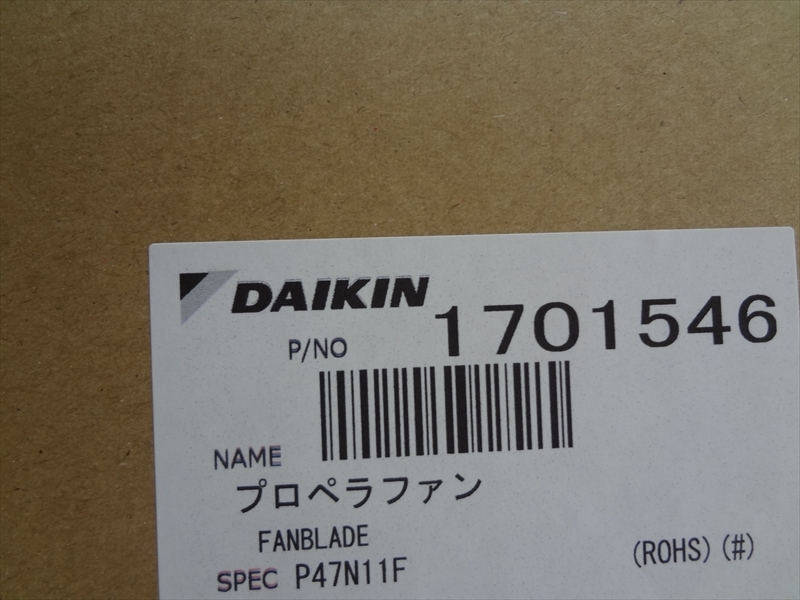 DAIKIN
P/NO 1701546
NAME
プロペラファン
FANBLADE
(ROHS)(#)
SPEC P47N11F